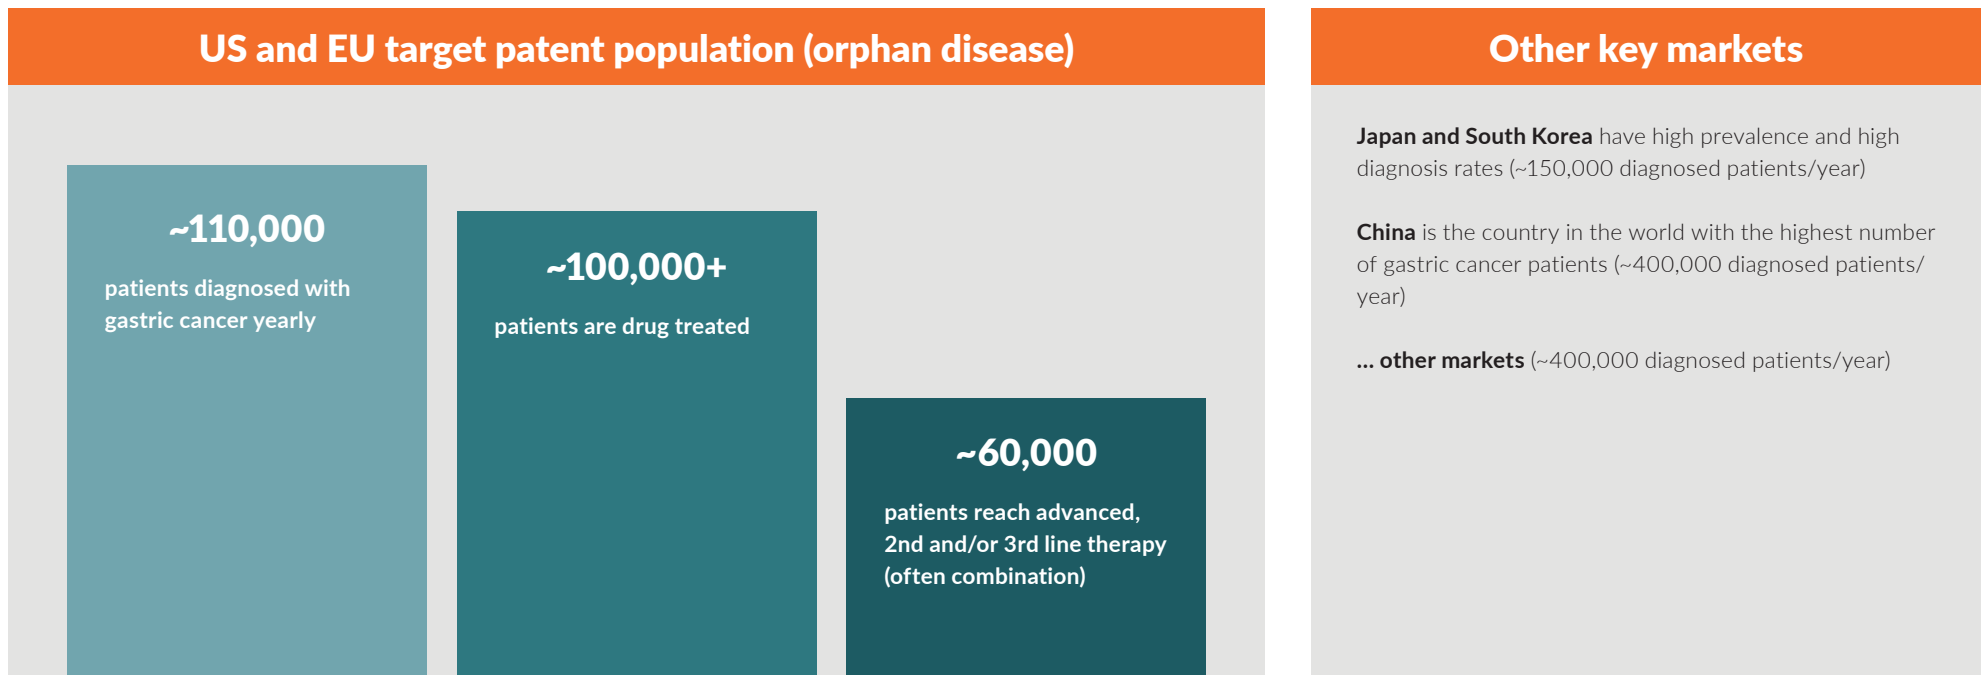 US and EU target patent population (orphan disease)
~110,000
patients diagnosed with
gastric cancer yearly
~100,000+
patients are drug treated
~60,000
patients reach advanced,
2nd and/or 3rd line therapy
(often combination)
Other key markets
Japan and South Korea have high prevalence and high
diagnosis rates (~150,000 diagnosed patients/year)
China is the country in the world with the highest number
of gastric cancer patients (~400,000 diagnosed patients/
year)
... other markets (~400,000 diagnosed patients/year)